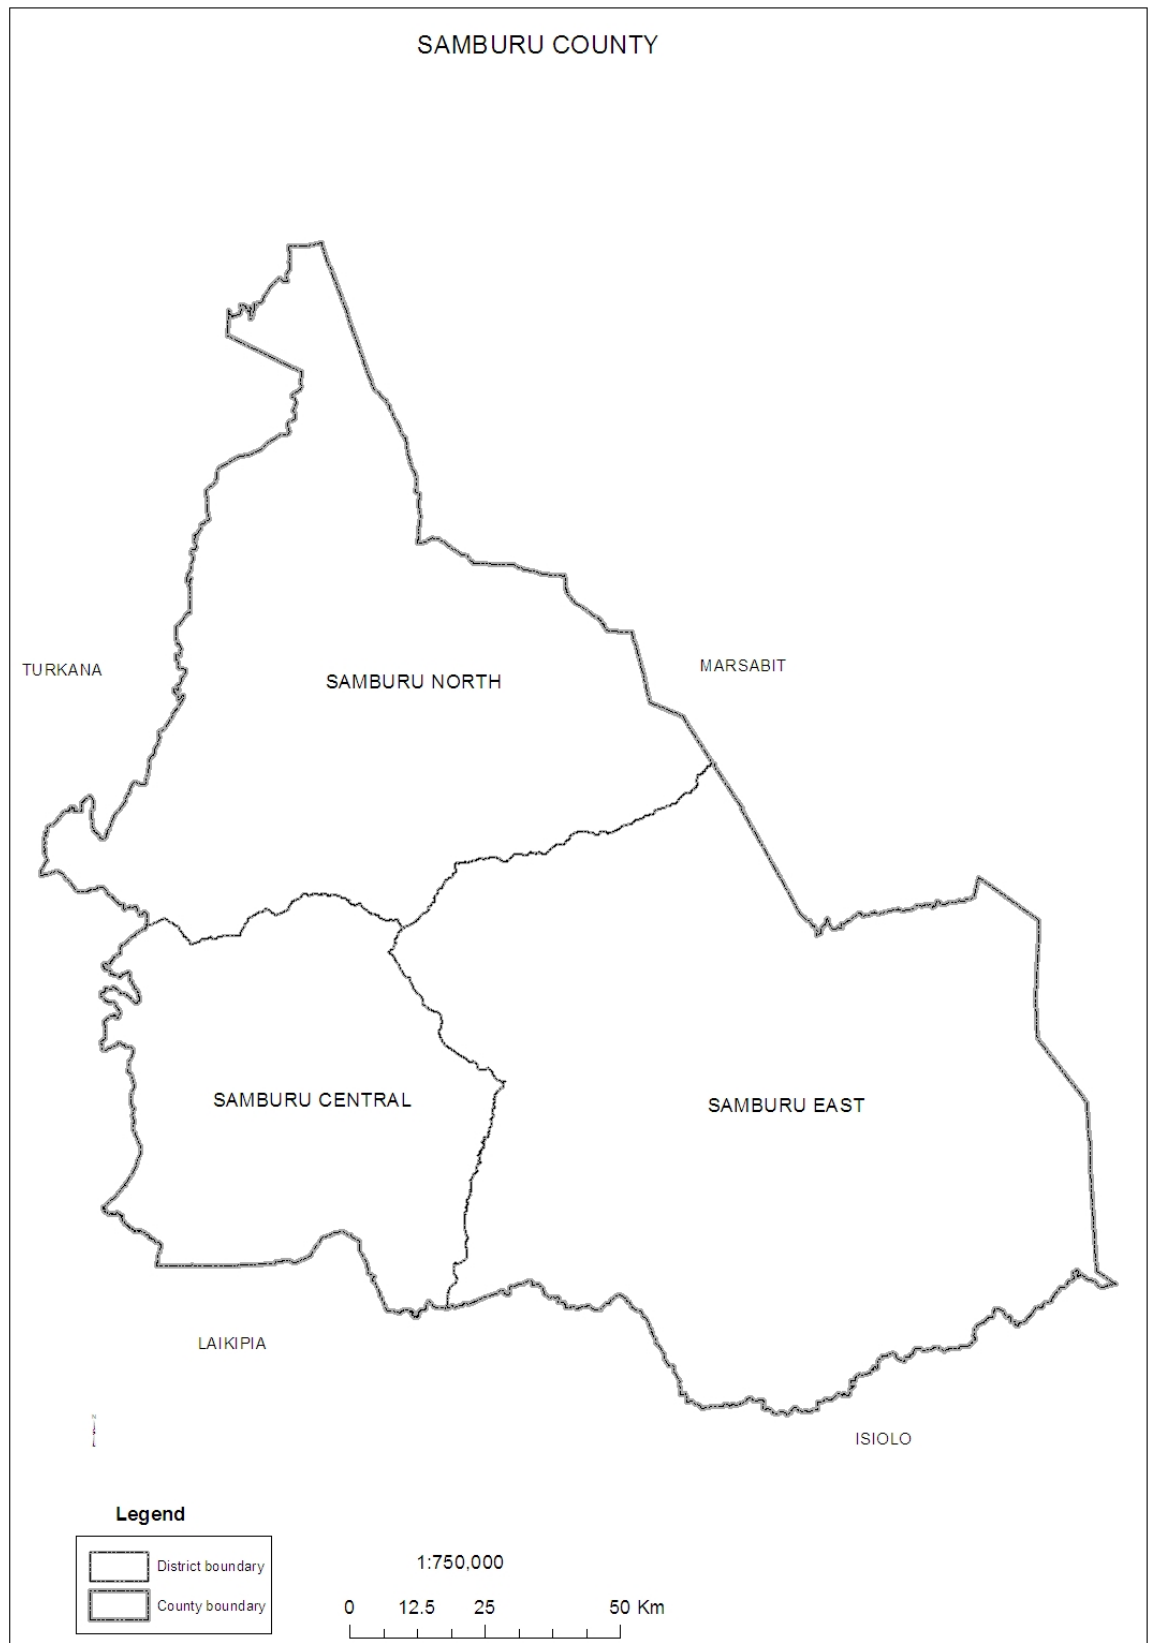 SAMBURU COUNTY
TURKANA
SAMBURU NORTH
MARSABIT
SAMBURU CENTRAL
SAMBURU EAST
LAIKIPIA
ISIOLO
N
Legend
District boundary
County boundary
1:750,000
0 12.5 25 50 Km